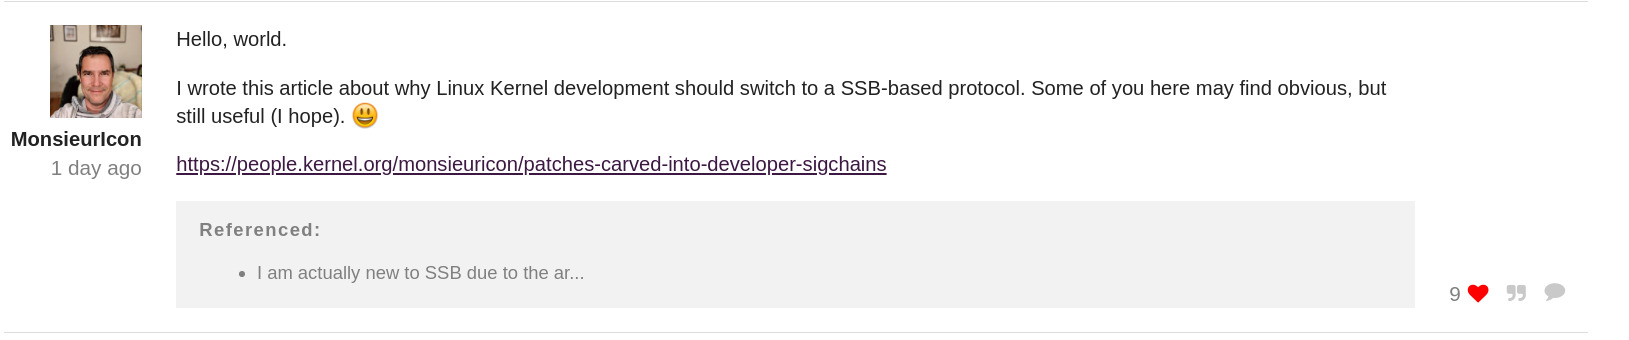 Hello, world.
I wrote this article about why Linux Kernel development should switch to a SSB-based protocol. Some of you here may find obvious, but
still useful (I hope). 😃
MonsieurIcon
1 day ago
https://people.kernel.org/monsieuricon/patches-carved-into-developer-sigchains
Referenced:
• I am actually new to SSB due to the ar...
9